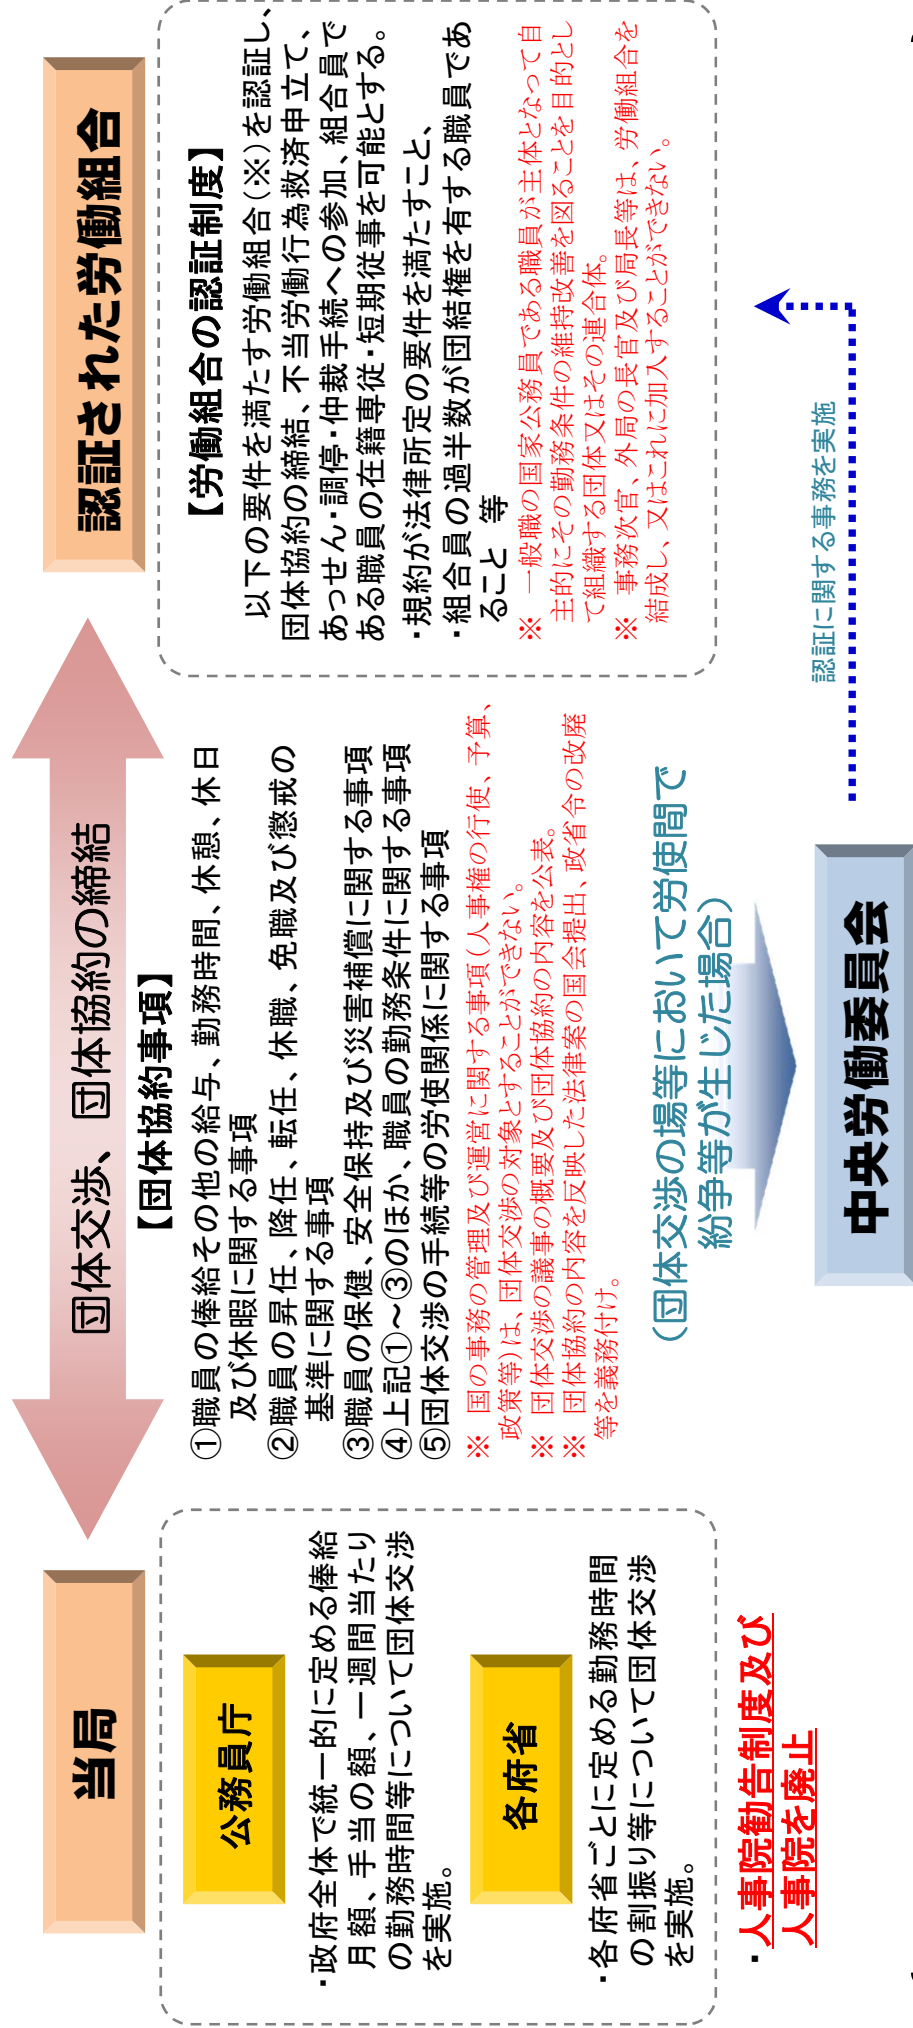 当局
団体交渉、団体協約の締結
認証された労働組合
公務員庁
・政府全体で統一的に定める俸給
月額、手当の額、一週間当たり
の勤務時間等について団体交渉
を実施。
各府省
・各府省ごとに定める勤務時間
の割振り等について団体交渉
を実施。
・人事院勧告制度及び
人事院を廃止
【団体協約事項】
①職員の俸給その他の給与、勤務時間、休憩、休日
及び休暇に関する事項
②職員の昇任、降任、転任、休職、免職及び懲戒の
基準に関する事項
③職員の保健、安全保持及び災害補償に関する事項
④上記①～③のほか、職員の勤務条件に関する事項
⑤団体交渉の手続等の労使関係に関する事項
※ 国の事務の管理及び運営に関する事項(人事権の行使、予算、
政策等)は、団体交渉の対象とすることができない。
※ 団体交渉の議事の概要及び団体協約の内容を公表。
※ 団体協約の内容を反映した法律案の国会提出、政省令の改廃
等を義務付け。
（団体交渉の場等において労使間で
紛争等が生じた場合）
中央労働委員会
【労働組合の認証制度】
以下の要件を満たす労働組合(※)を認証し、
団体協約の締結、不当労働行為救済申立て、
あっせん・調停・仲裁手続への参加、組合員で
ある職員の在籍専従・短期従事を可能とする。
・規約が法律所定の要件を満たすこと、
・組合員の過半数が団結権を有する職員であ
ること 等
※ 一般職の国家公務員である職員が主体となって自
主的にその勤務条件の維持改善を図ることを目的とし
て組織する団体又はその連合体。
※ 事務次官、外局の長官及び局長等は、労働組合を
結成し、又はこれに加入することができない。
認証に関する事務を実施